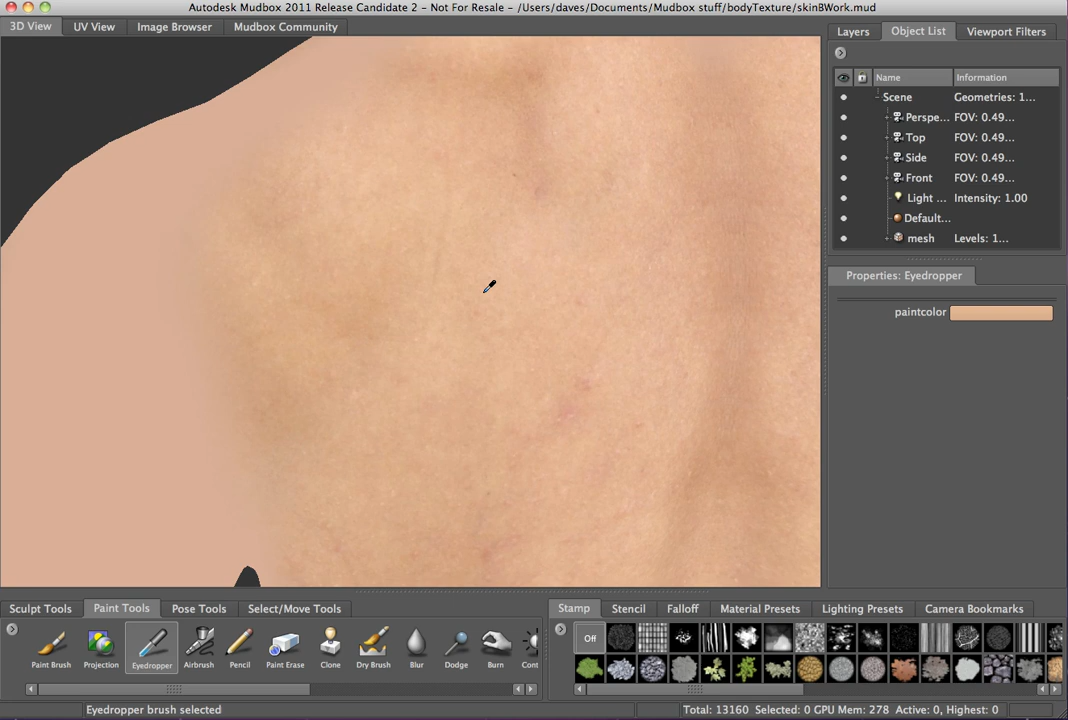 Autodesk Mudbox 2011 Release Candidate 2 - Not For Resale - /Users/daves/Documents/Mudbox stuff/bodyTexture/skin8Work.mud
3D View UV View Image Browser Mudbox Community
Layers Object List Viewport Filters
Name Information
Scene Geometries: 1...
Perspe... FOV: 0.49...
Top FOV: 0.49...
Side FOV: 0.49...
Front FOV: 0.49...
Light ... Intensity: 1.00
Default...
mesh Levels: 1...
Properties: Eyedropper
paintcolor
Sculpt Tools Paint Tools Pose Tools Select/Move Tools
Stamp Stencil Falloff Material Presets Lighting Presets Camera Bookmarks
Off
Paint Brush Projection Eyedropper Airbrush Pencil Paint Erase Clone Dry Brush Blur Dodge Burn Cont
Eyedropper brush selected
Total: 13160 Selected: 0 GPU Mem: 278 Active: 0, Highest: 0